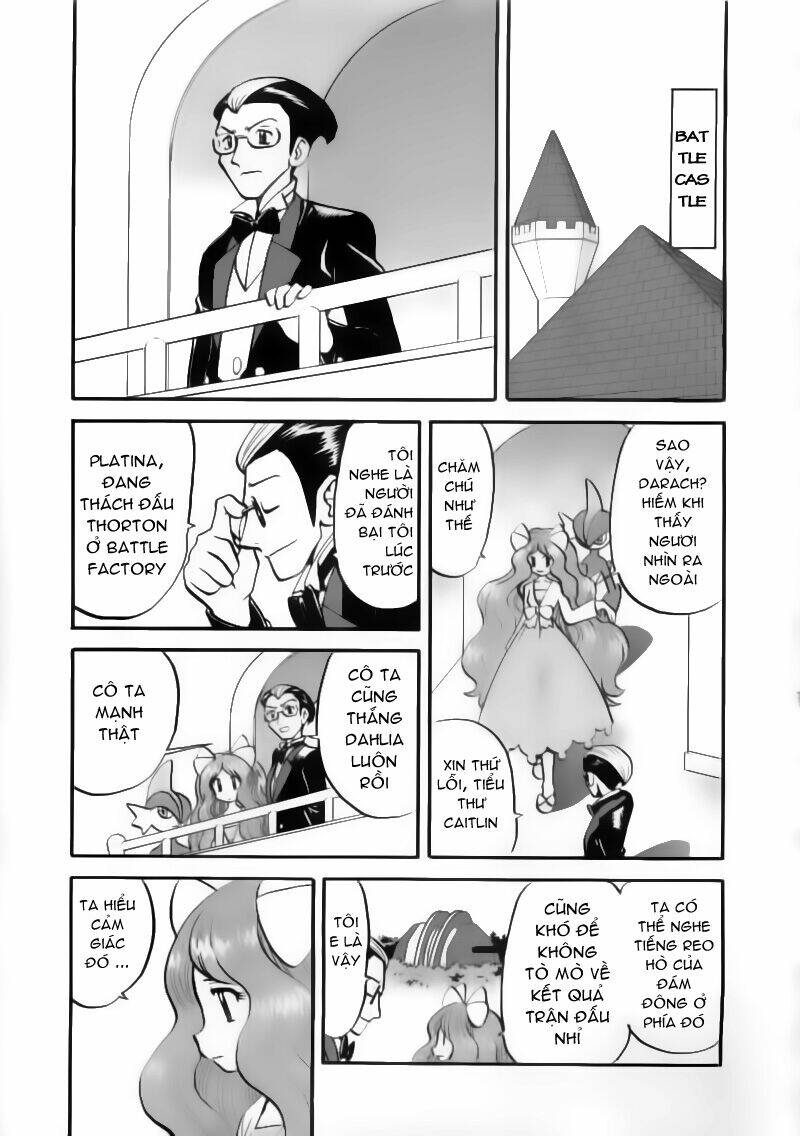 BAT
TLE
CAS
TLE
SAO
VẬY,
DARACH?
HIẾM KHI
THẤY
NGƯƠI
NHÌN RA
NGOÀI
CHĂM
CHÚ
NHƯ
THẾ
XIN THỨ
LỖI, TIỂU
THƯ
CAITLIN
TÔI
NGHE LÀ
NGƯỜI
ĐÃ ĐÁNH
BẠI TÔI
LÚC
TRƯỚC
PLATINA,
ĐANG
THÁCH ĐẤU
THORTON
Ở BATTLE
FACTORY
CÔ TA
CŨNG
THẮNG
DAHLIA
LUÔN
RỒI
CÔ TA
MẠNH
THẬT
TA CÓ
THỂ NGHE
TIẾNG REO
HÒ CỦA
ĐÁM
ĐÔNG Ở
PHÍA ĐÓ
CŨNG
KHÓ ĐỂ
KHÔNG
TÒ MÒ VỀ
KẾT QUẢ
TRẬN ĐẤU
NHỈ
TÔI
E LÀ
VẬY
TA HIỂU
CẢM
GIÁC
ĐÓ ...